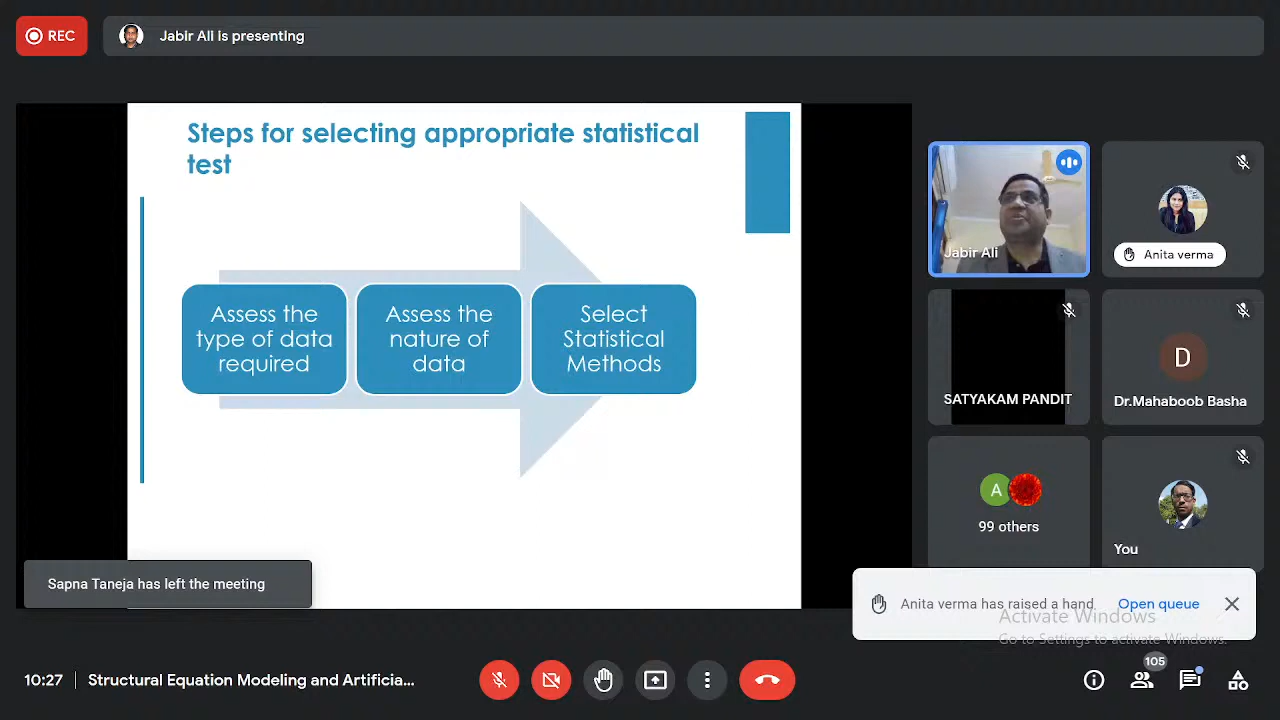 REC
Jabir Ali is presenting
Steps for selecting appropriate statistical
test
Assess the
type of data
required
Assess the
nature of
data
Select
Statistical
Methods
Jabir Ali
Anita verma
SATYAKAM PANDIT
D
Dr.Mahaboob Basha
A
99 others
You
Sapna Taneja has left the meeting
Anita verma has raised a hand
Open queue
Activate Windows
Go to Settings to activate Windows.
10:27
Structural Equation Modeling and Artificia...
105